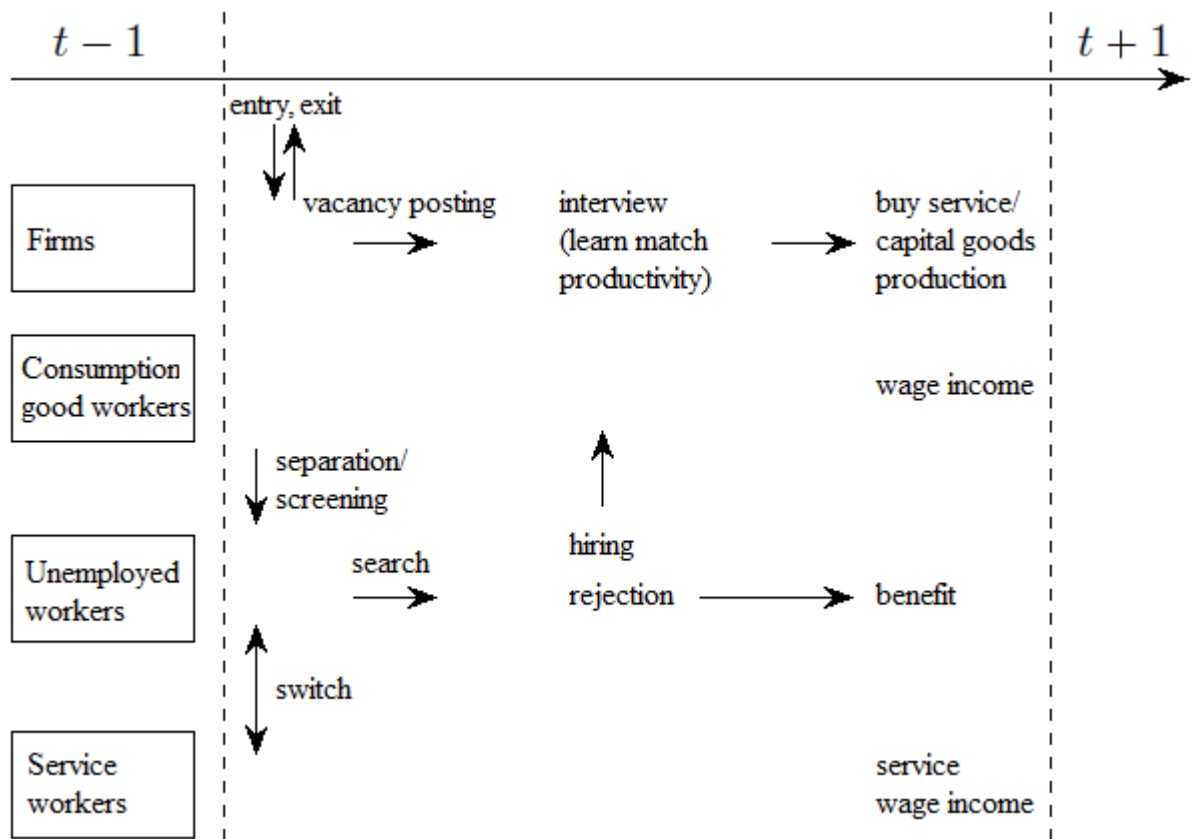 t − 1
t + 1
entry, exit
Firms
vacancy posting
interview
(learn match
productivity)
buy service/
capital goods
production
Consumption
good workers
wage income
separation/
screening
Unemployed
workers
search
hiring
rejection
benefit
switch
Service
workers
service
wage income